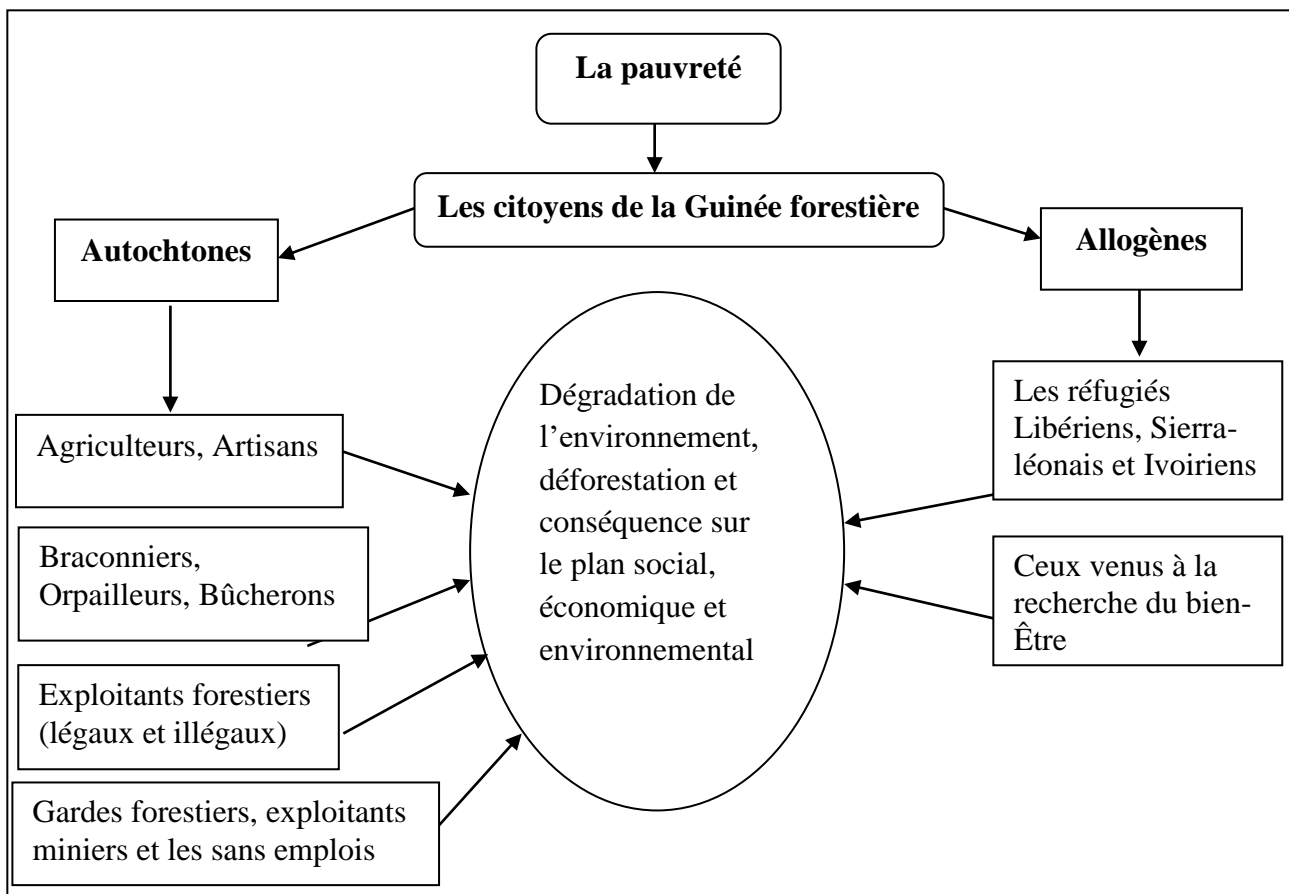 La pauvreté
Les citoyens de la Guinée forestière
Autochtones
Allogènes
Agriculteurs, Artisans
Braconniers,
Orpailleurs, Bûcherons
Exploitants forestiers
(légaux et illégaux)
Gardes forestiers, exploitants
miniers et les sans emplois
Dégradation de
l’environnement,
déforestation et
conséquence sur
le plan social,
économique et
environnemental
Les réfugiés
Libériens, Sierra-
léonais et Ivoiriens
Ceux venus à la
recherche du bien-
Être